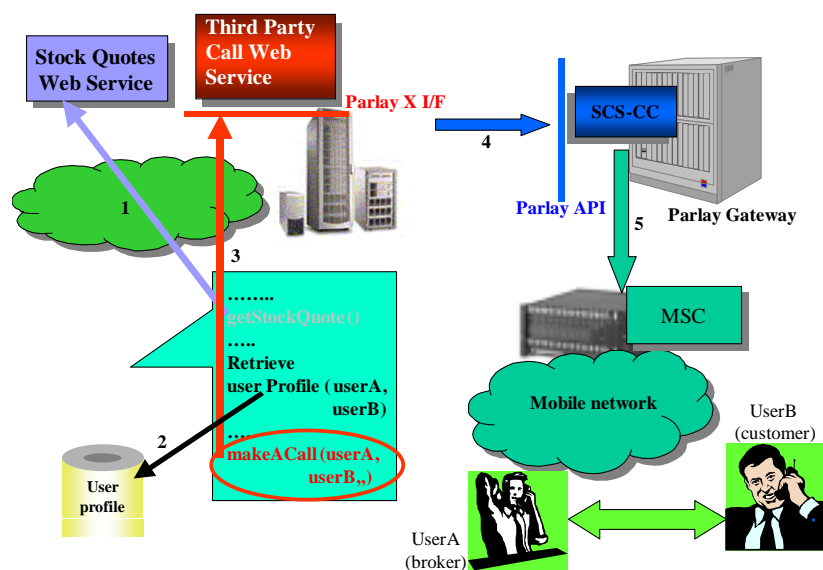 Stock Quotes
Web Service
Third Party
Call Web
Service
Parlay X I/F
4
SCS-CC
Parlay API
Parlay Gateway
1
3
5
……..
getStockQuote ()
…..
Retrieve
user Profile ( userA,
userB)
….
makeACall (userA,
userB,,)
2
User
profile
MSC
Mobile network
UserB
(customer)
UserA
(broker)